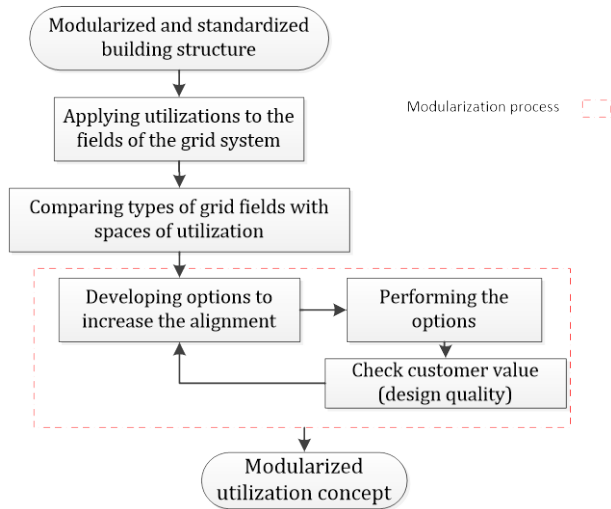 Modularized and standardized
building structure
Applying utilizations to the
fields of the grid system
Modularization process
Comparing types of grid fields with
spaces of utilization
Developing options to
increase the alignment
Performing the
options
Check customer value
(design quality)
Modularized
utilization concept